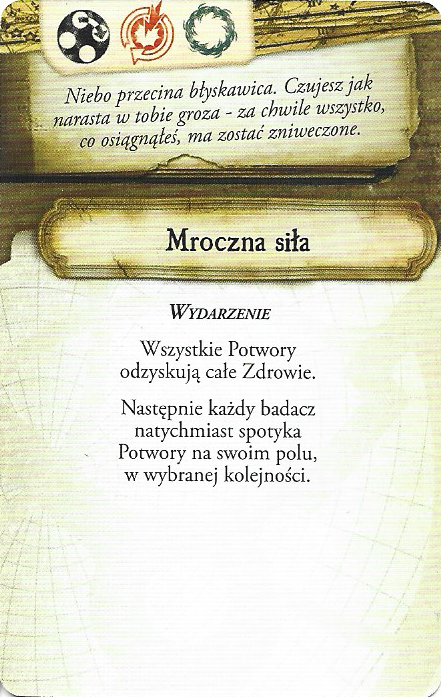 Niebo przecina błyskawica. Czujesz jak
narasta w tobie groza - za chwile wszystko,
co osiągnąłeś, ma zostać zniweczone.
Mroczna siła
WYDARZENIE
Wszystkie Potwory
odzyskują całe Zdrowie.
Następnie każdy badacz
natychmiast spotyka
Potwory na swoim polu,
w wybranej kolejności.